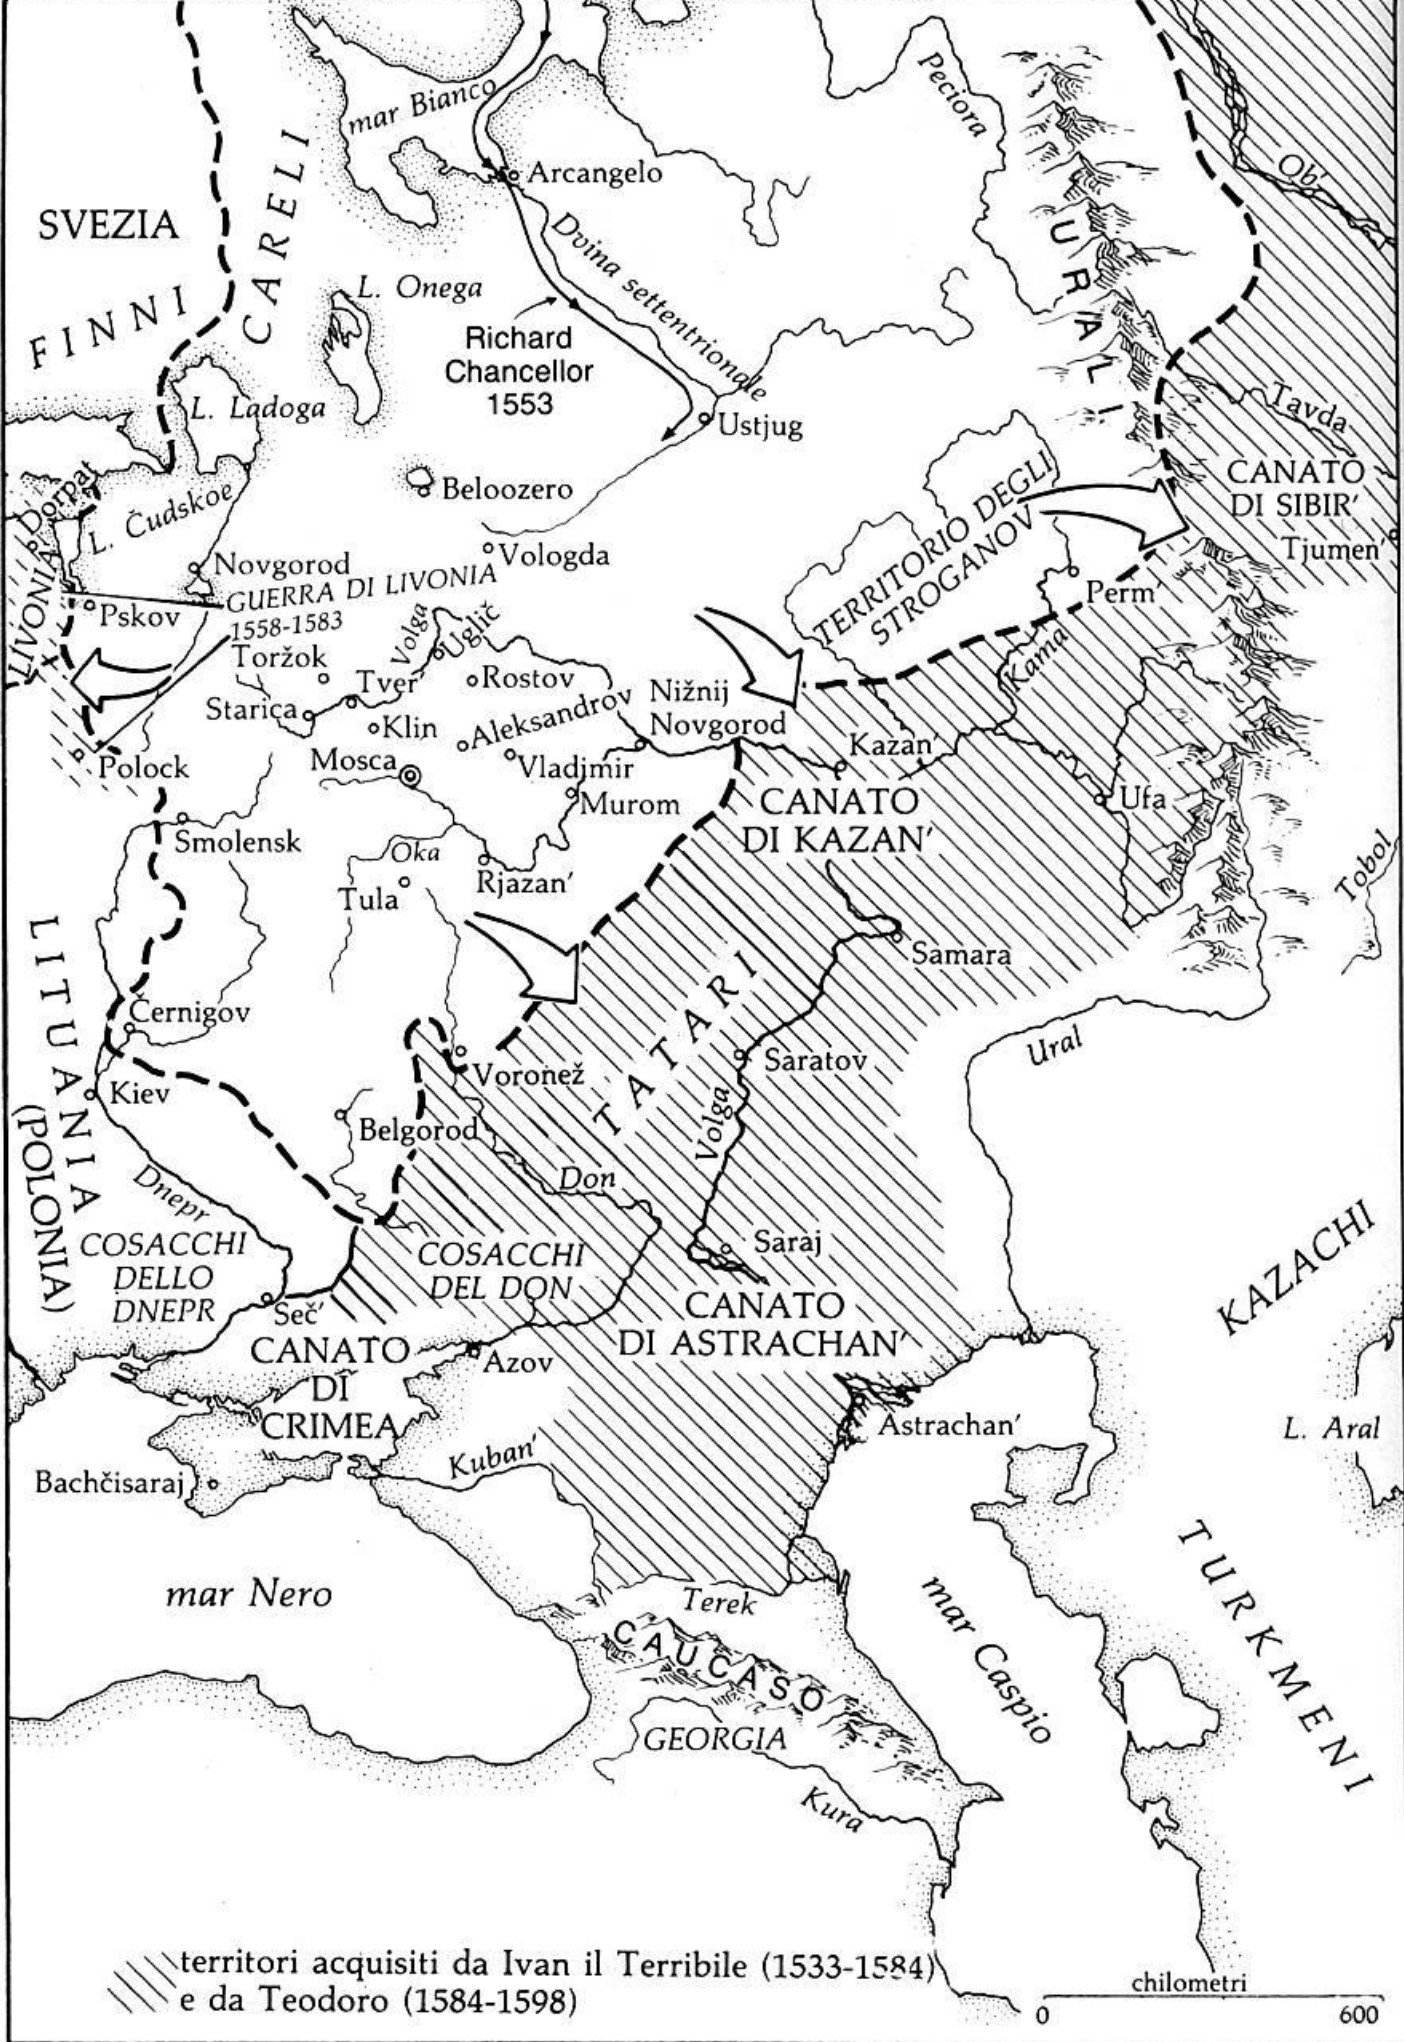 mar Bianco
Peciora
Arcangelo
Ob'
SVEZIA
CARELI
URALI
Dvina settentrionale
L. Onega
FINNI
Richard
Chancellor
1553
L. Ladoga
Ustjug
Tavda
Dorpat
L. Čudskoe
Beloozero
TERRITORIO DEGLI
STROGANOV
CANATO
DI SIBIR'
Tjumen'
LIVONIA
Novgorod
Vologda
Perm'
Pskov
GUERRA DI LIVONIA
1558-1583
Volga
Uglič
Toržok
Tver'
Rostov
Kama
Starica
Klin
Aleksandrov
Nižnij
Novgorod
Polock
Mosca
Vladimir
Kazan'
Murom
CANATO
DI KAZAN'
Ufa
Smolensk
Oka
Tula
Rjazan'
Tobol
LITUANIA
(POLONIA)
Samara
Černigov
TATARI
Ural
Kiev
Voronež
Saratov
Belgorod
Volga
Dnepr
Don
COSACCHI
DELLO
DNEPR
COSACCHI
DEL DON
Saraj
KAZACHI
Seč'
CANATO
DI ASTRACHAN'
CANATO
DI
CRIMEA
Azov
Astrachan'
L. Aral
Bachčisaraj
Kuban'
TURKMENI
mar Nero
Terek
mar Caspio
CAUCASO
GEORGIA
Kura
territori acquisiti da Ivan il Terribile (1533-1584)
e da Teodoro (1584-1598)
chilometri
0 600